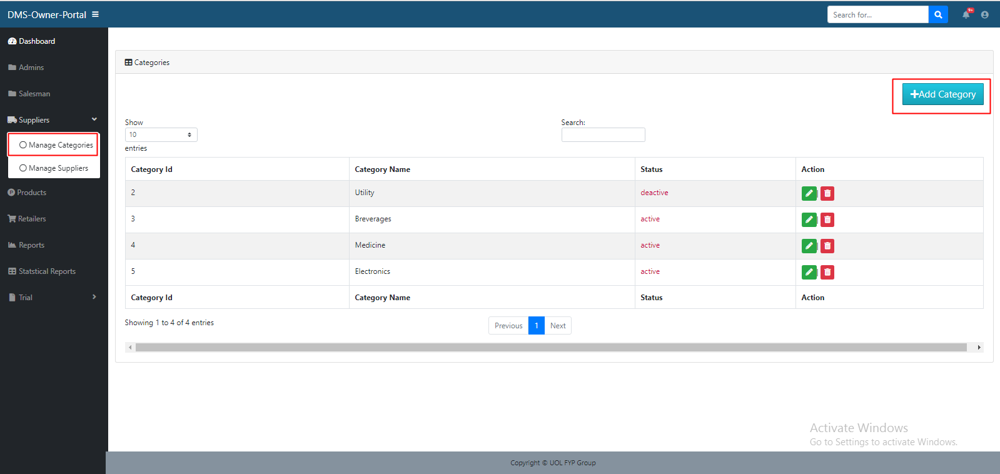 DMS-Owner-Portal
Search for...
9+
Dashboard
Admins
Salesman
Suppliers
Manage Categories
Manage Suppliers
Products
Retailers
Reports
Statstical Reports
Trial
Categories
Add Category
Show
10
entries
Search:
Category Id Category Name Status Action
2 Utility deactive |
3 Breverages active |
4 Medicine active |
5 Electronics active |
Category Id Category Name Status Action
Showing 1 to 4 of 4 entries
Previous 1 Next
Activate Windows
Go to Settings to activate Windows.
Copyright © UOL FYP Group